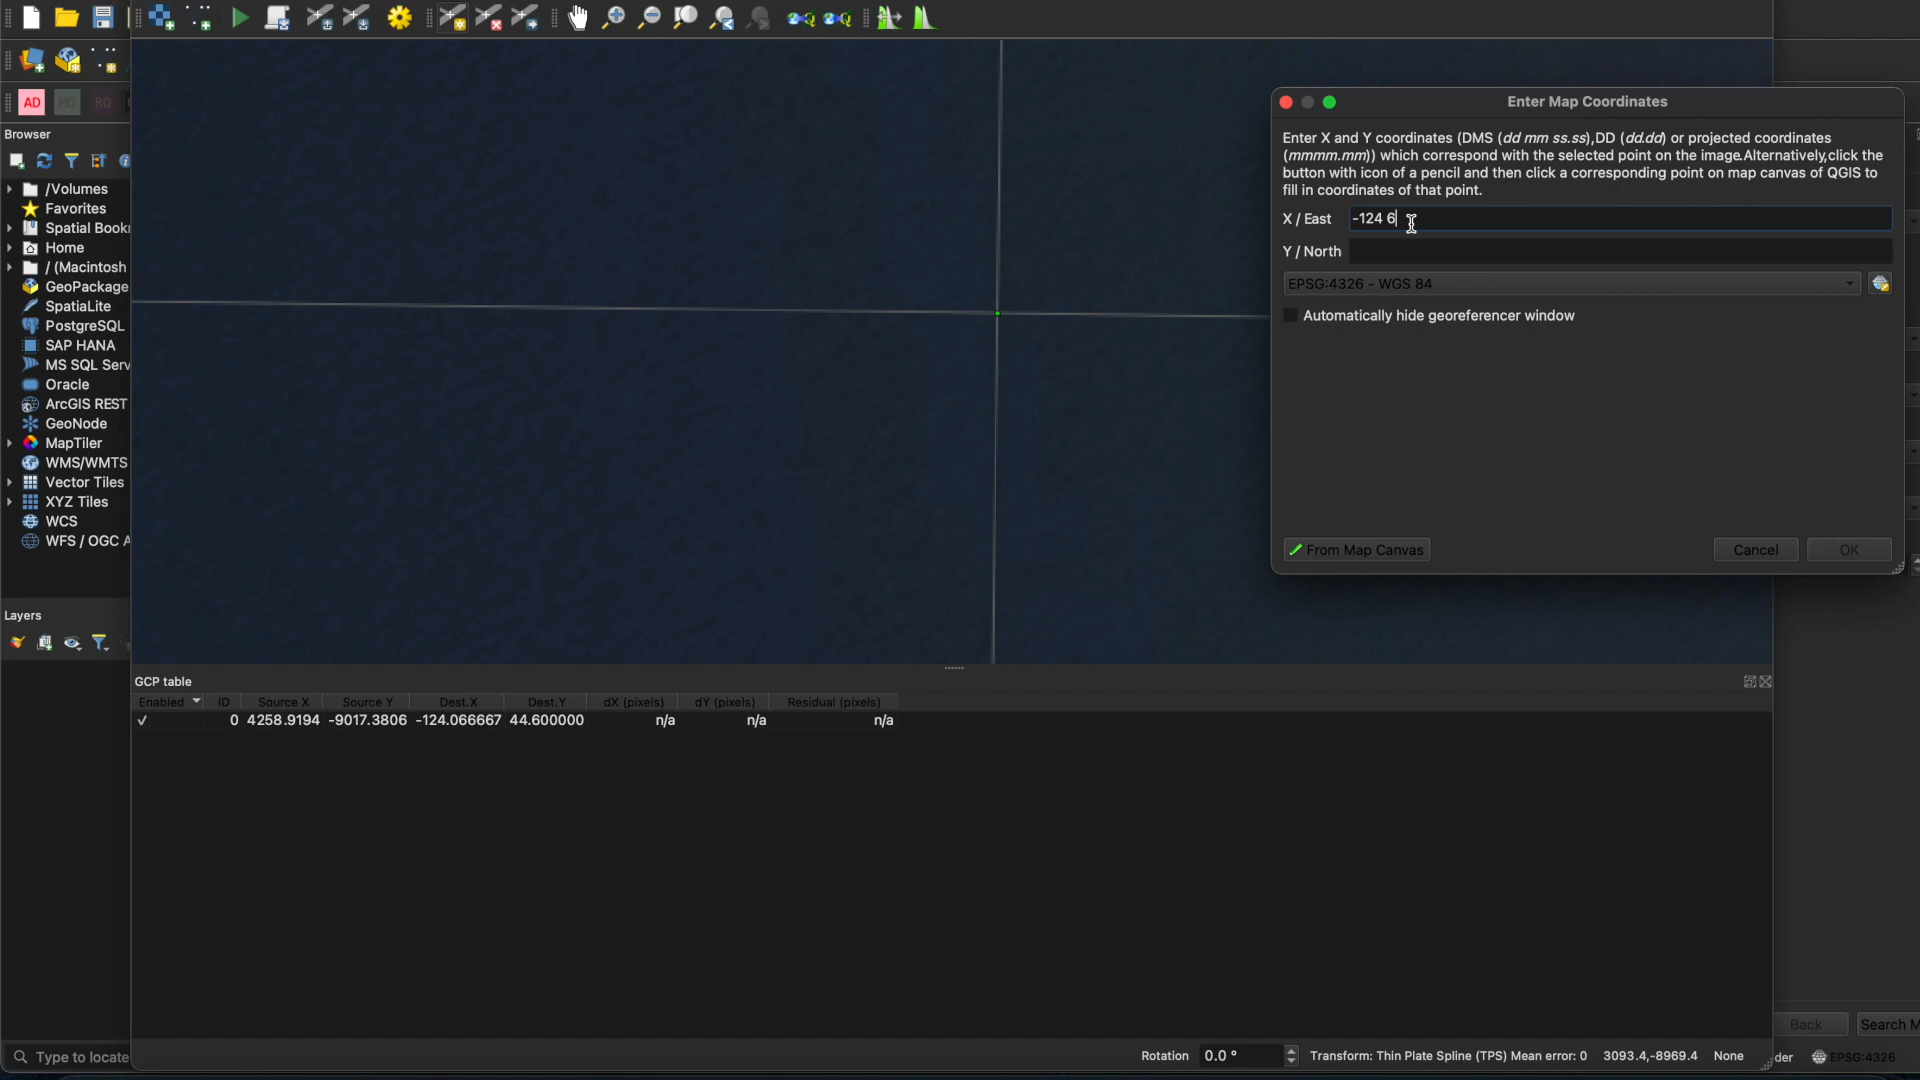 AD
MO
RO
Browser
/Volumes
Favorites
Spatial Book
Home
/ (Macintosh
GeoPackage
SpatiaLite
PostgreSQL
SAP HANA
MS SQL Serv
Oracle
ArcGIS REST
GeoNode
MapTiler
WMS/WMTS
Vector Tiles
XYZ Tiles
WCS
WFS / OGC A
Layers
Type to locate
Enter Map Coordinates
Enter X and Y coordinates (DMS (dd mm ss.ss),DD (dd.dd) or projected coordinates
(mmmm.mm)) which correspond with the selected point on the image.Alternatively,click the
button with icon of a pencil and then click a corresponding point on map canvas of QGIS to
fill in coordinates of that point.
X / East -124 6
Y / North
EPSG:4326 - WGS 84
Automatically hide georeferencer window
From Map Canvas Cancel OK
GCP table
Enabled ID Source X Source Y Dest.X Dest.Y dX (pixels) dY (pixels) Residual (pixels)
0 4258.9194 -9017.3806 -124.066667 44.600000 n/a n/a n/a
Back Search M
Rotation 0.0 ° Transform: Thin Plate Spline (TPS) Mean error: 0 3093.4,-8969.4 None der EPSG:4326